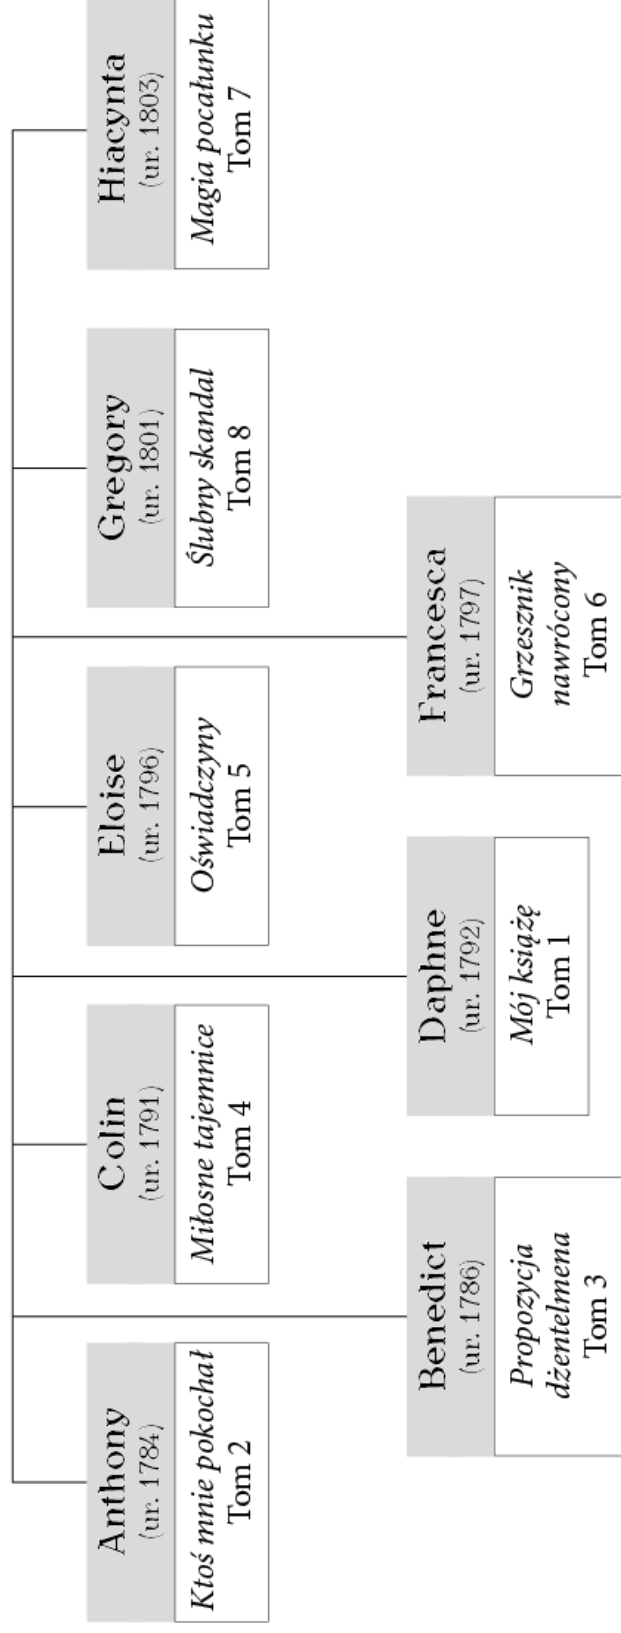 Anthony
(ur. 1784)
Ktoś mnie pokochał
Tom 2
Benedict
(ur. 1786)
Propozycja
dżentelmena
Tom 3
Colin
(ur. 1791)
Miłosne tajemnice
Tom 4
Daphne
(ur. 1792)
Mój książę
Tom 1
Eloise
(ur. 1796)
Oświadczyny
Tom 5
Francesca
(ur. 1797)
Grzesznik
nawrócony
Tom 6
Gregory
(ur. 1801)
Ślubny skandal
Tom 8
Hiacynta
(ur. 1803)
Magia pocałunku
Tom 7